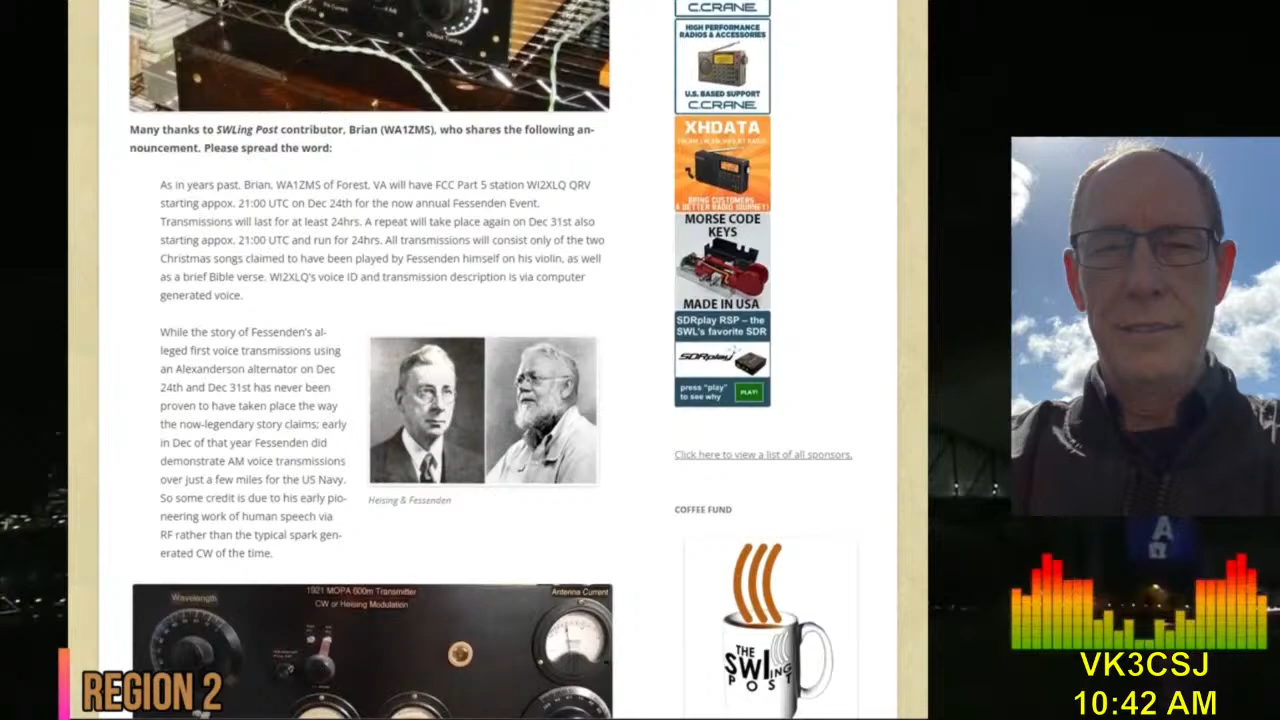 C.CRANE
HIGH PERFORMANCE
RADIOS & ACCESSORIES
U.S. BASED SUPPORT
C.CRANE
XHDATA
BRING CUSTOMERS
A BETTER RADIO JOURNEY!
MORSE CODE
KEYS
MADE IN USA
SDRplay RSP – the
SWL's favorite SDR
SDRplay
press "play"
to see why
PLAY!
Many thanks to SWLing Post contributor, Brian (WA1ZMS), who shares the following an-
nouncement. Please spread the word:
As in years past, Brian, WA1ZMS of Forest, VA will have FCC Part 5 station WI2XLQ QRV
starting appox. 21:00 UTC on Dec 24th for the now annual Fessenden Event.
Transmissions will last for at least 24hrs. A repeat will take place again on Dec 31st also
starting appox. 21:00 UTC and run for 24hrs. All transmissions will consist only of the two
Christmas songs claimed to have been played by Fessenden himself on his violin, as well
as a brief Bible verse. WI2XLQ's voice ID and transmission description is via computer
generated voice.
While the story of Fessenden's al-
leged first voice transmissions using
an Alexanderson alternator on Dec
24th and Dec 31st has never been
proven to have taken place the way
the now-legendary story claims; early
in Dec of that year Fessenden did
demonstrate AM voice transmissions
over just a few miles for the US Navy.
So some credit is due to his early pio-
neering work of human speech via
RF rather than the typical spark gen-
erated CW of the time.
Heising & Fessenden
Click here to view a list of all sponsors.
COFFEE FUND
THE
SWLING
POST
Wavelength
1921 MOPA 600m Transmitter
CW or Heising Modulation
Antenna Current
REGION 2
VK3CSJ
10:42 AM